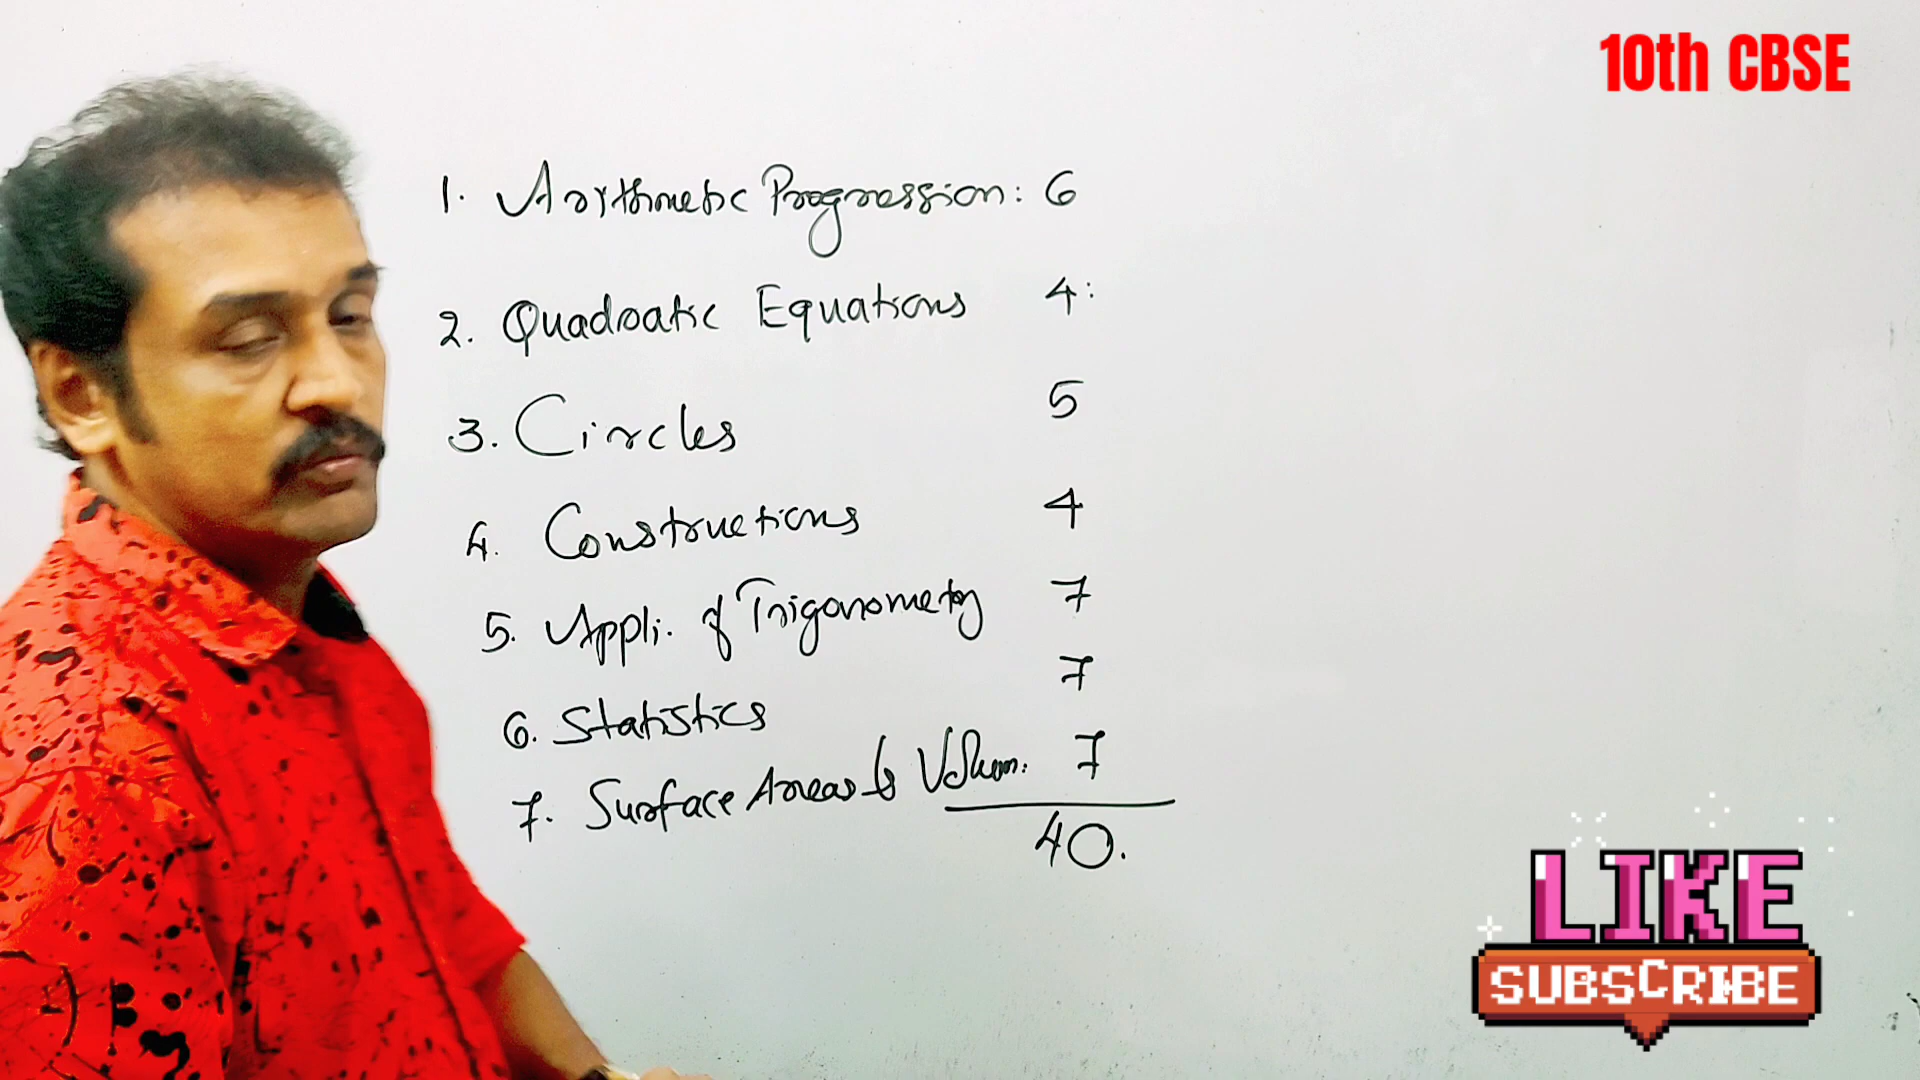 10th CBSE
1. Arithmetic Progression: 6
2. Quadratic Equations 4:
3. Circles 5
4. Constructions 4
5. Appli. of Trigonometry 7
6. Statistics 7
7. Surface Areas & Volum. 7
40.
LIKE
SUBSCRIBE